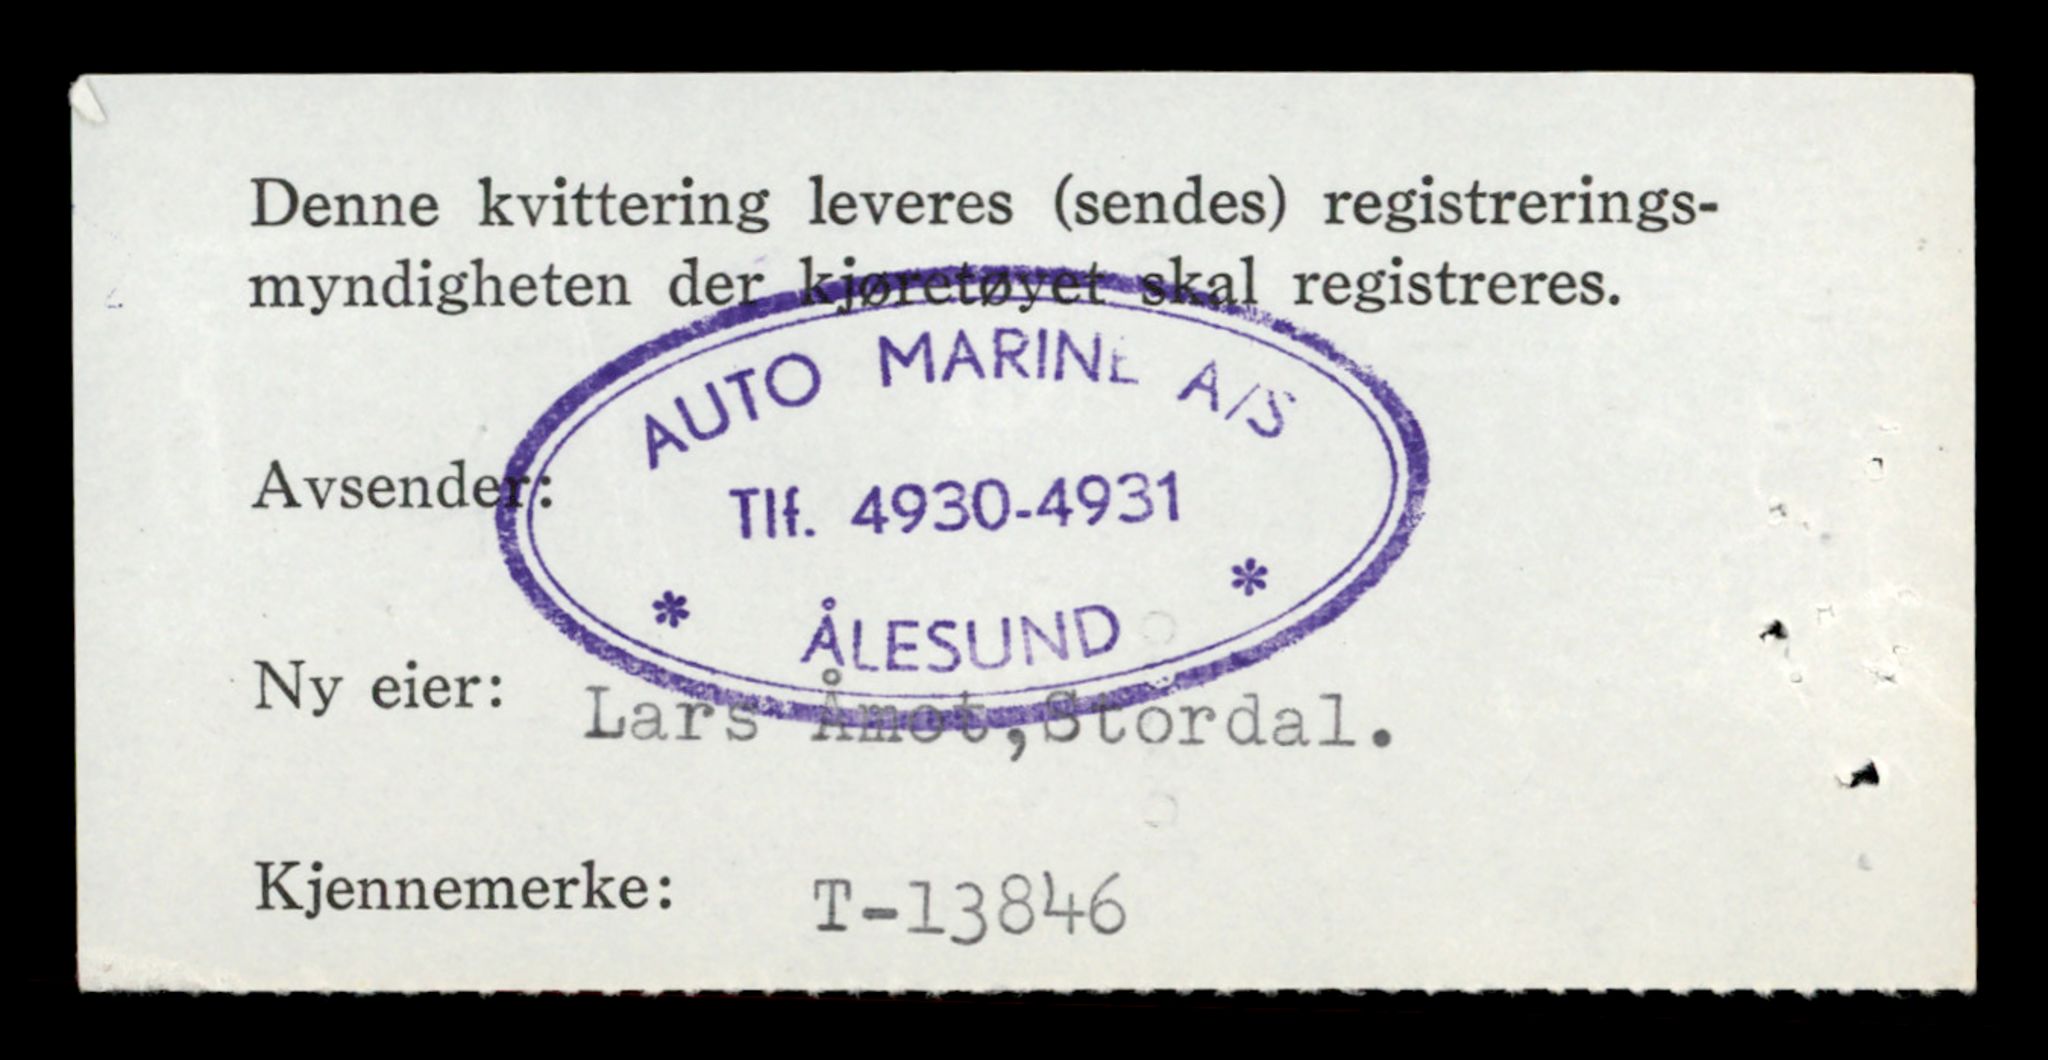 Denne kvittering leveres (sendes) registrerings-
myndigheten der kjøretøyet skal registreres.
AUTO MARINE A/S
Avsender:
Tlf. 4930-4931
* ÅLESUND *
Ny eier: Lars Åmot,Stordal.
Kjennemerke: T-13846